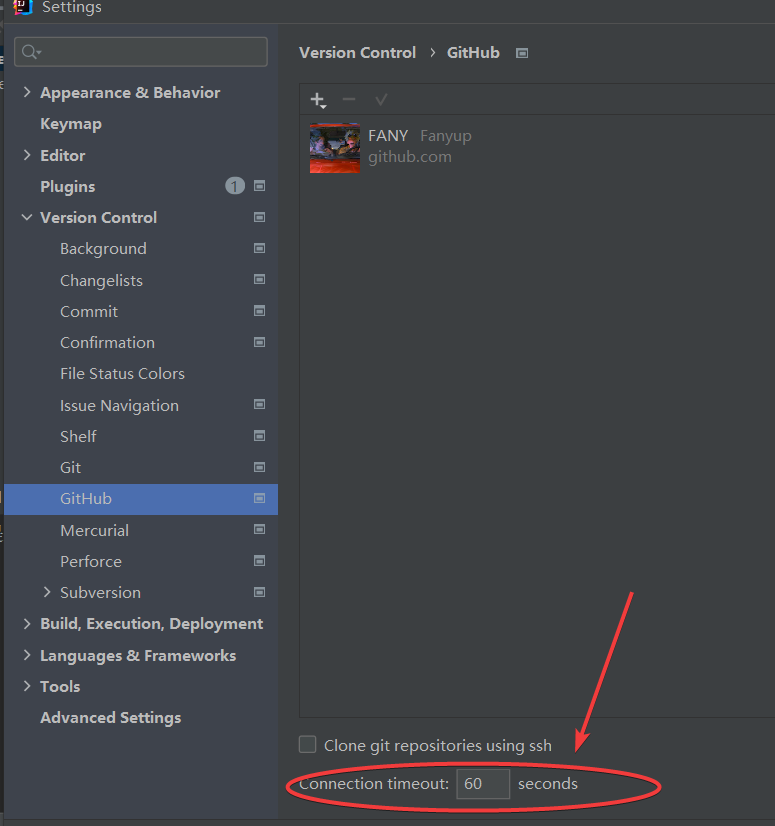 Settings
Appearance & Behavior
Keymap
Editor
Plugins 1
Version Control
Background
Changelists
Commit
Confirmation
File Status Colors
Issue Navigation
Shelf
Git
GitHub
Mercurial
Perforce
Subversion
Build, Execution, Deployment
Languages & Frameworks
Tools
Advanced Settings
Version Control › GitHub
FANY Fanyup
github.com
Clone git repositories using ssh
Connection timeout: 60 seconds